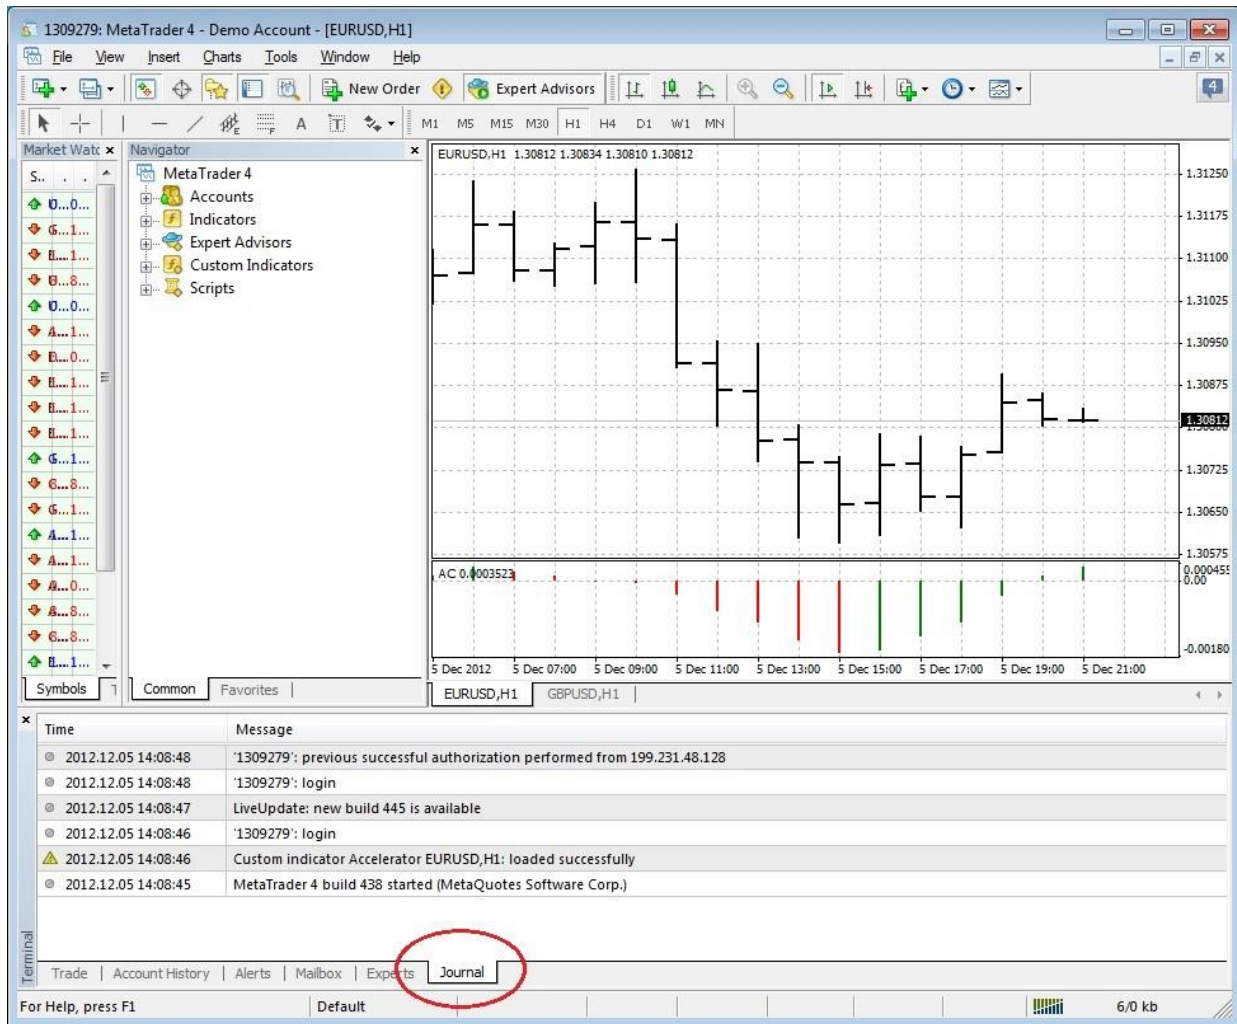 1309279: MetaTrader 4 - Demo Account - [EURUSD,H1]
File View Insert Charts Tools Window Help
New Order Expert Advisors 4
A T M1 M5 M15 M30 H1 H4 D1 W1 MN
Market Watc
S.. . .
Symbols
Navigator
MetaTrader 4
Accounts
Indicators
Expert Advisors
Custom Indicators
Scripts
Common Favorites
EURUSD,H1 1.30812 1.30834 1.30810 1.30812
1.31250
1.31175
1.31100
1.31025
1.30950
1.30875
1.30812
1.30725
1.30650
1.30575
AC 0.0003523
0.000455
0.00
-0.00180
5 Dec 2012 5 Dec 07:00 5 Dec 09:00 5 Dec 11:00 5 Dec 13:00 5 Dec 15:00 5 Dec 17:00 5 Dec 19:00 5 Dec 21:00
EURUSD,H1 GBPUSD,H1
Time Message
2012.12.05 14:08:48 '1309279': previous successful authorization performed from 199.231.48.128
2012.12.05 14:08:48 '1309279': login
2012.12.05 14:08:47 LiveUpdate: new build 445 is available
2012.12.05 14:08:46 '1309279': login
2012.12.05 14:08:46 Custom indicator Accelerator EURUSD,H1: loaded successfully
2012.12.05 14:08:45 MetaTrader 4 build 438 started (MetaQuotes Software Corp.)
Terminal
Trade Account History Alerts Mailbox Experts Journal
For Help, press F1 Default 6/0 kb